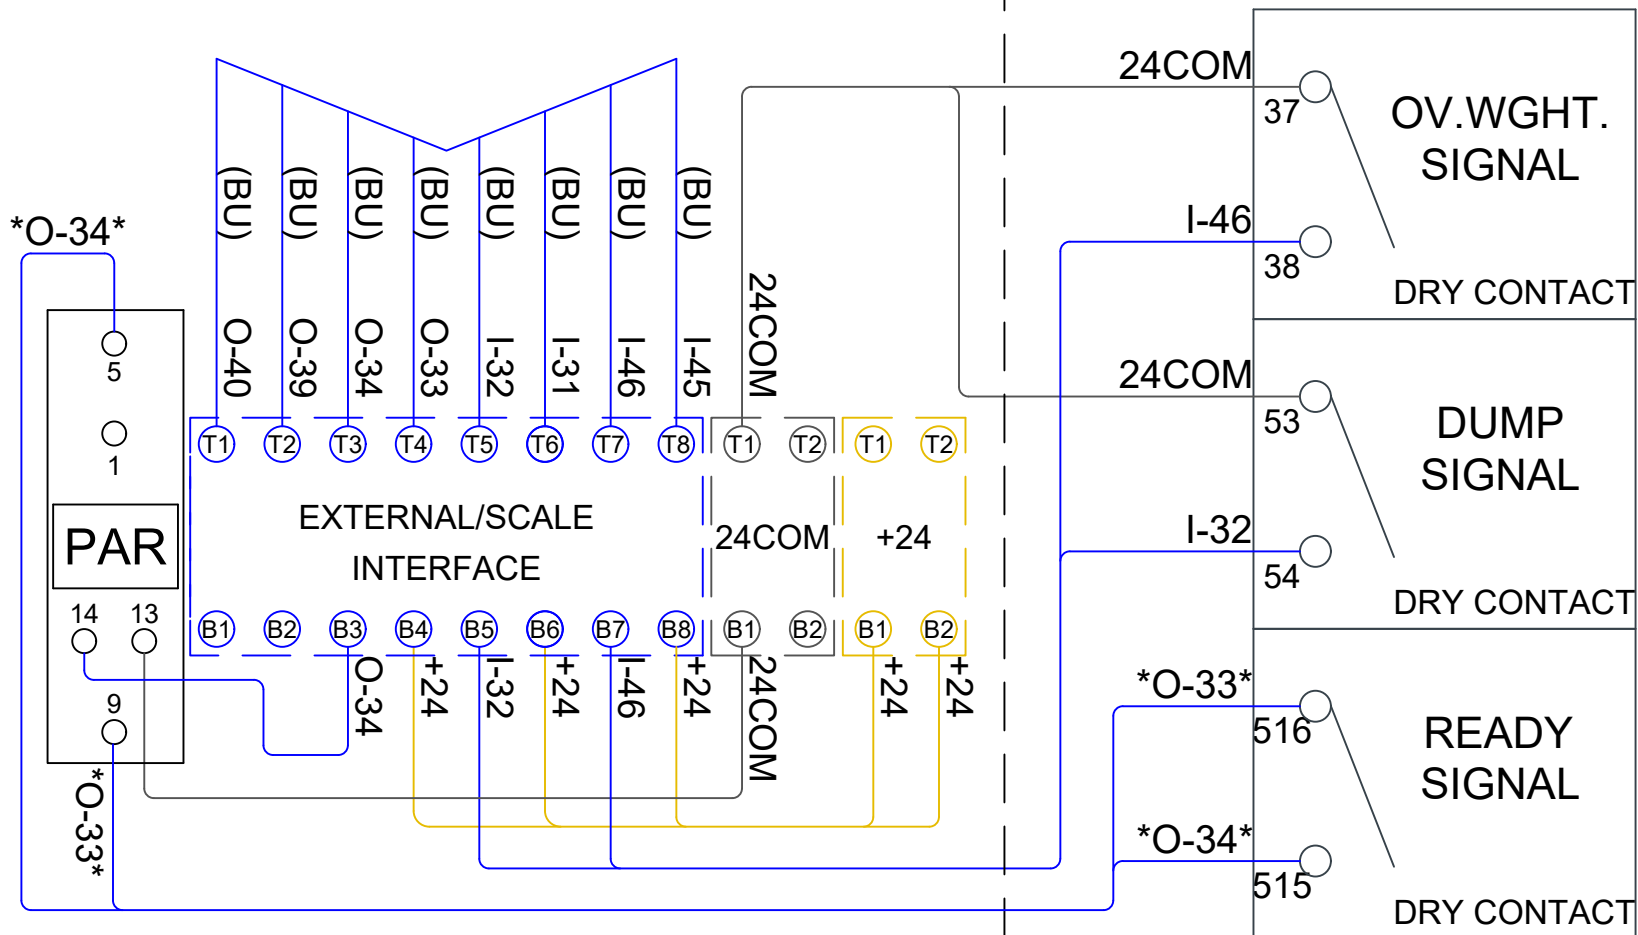 24COM
37
OV.WGHT.
SIGNAL
I-46
38
DRY CONTACT
24COM
53
DUMP
SIGNAL
I-32
54
DRY CONTACT
*O-33*
516
READY
SIGNAL
*O-34*
515
DRY CONTACT
*O-34*
5
1
PAR
14 13
9
*O-33*
(BU) (BU) (BU) (BU) (BU) (BU) (BU) (BU)
O-40 O-39 O-34 O-33 I-32 I-31 I-46 I-45 24COM
T1 T2 T3 T4 T5 T6 T7 T8 T1 T2 T1 T2
EXTERNAL/SCALE
INTERFACE
24COM +24
B1 B2 B3 B4 B5 B6 B7 B8 B1 B2 B1 B2
O-34 +24 I-32 +24 I-46 +24 24COM +24 +24